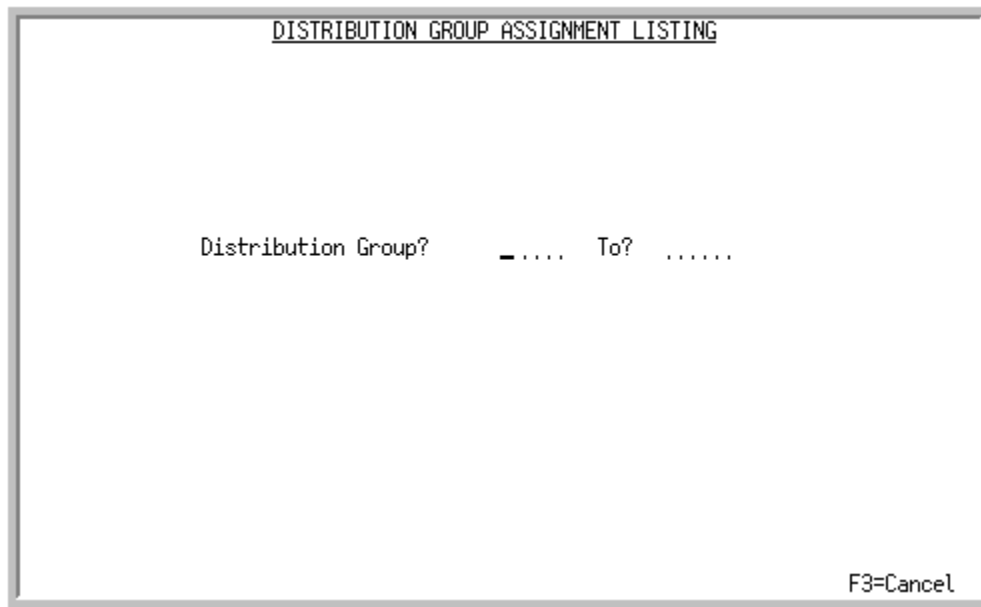 DISTRIBUTION GROUP ASSIGNMENT LISTING
Distribution Group? _..... To? ......
F3=Cancel